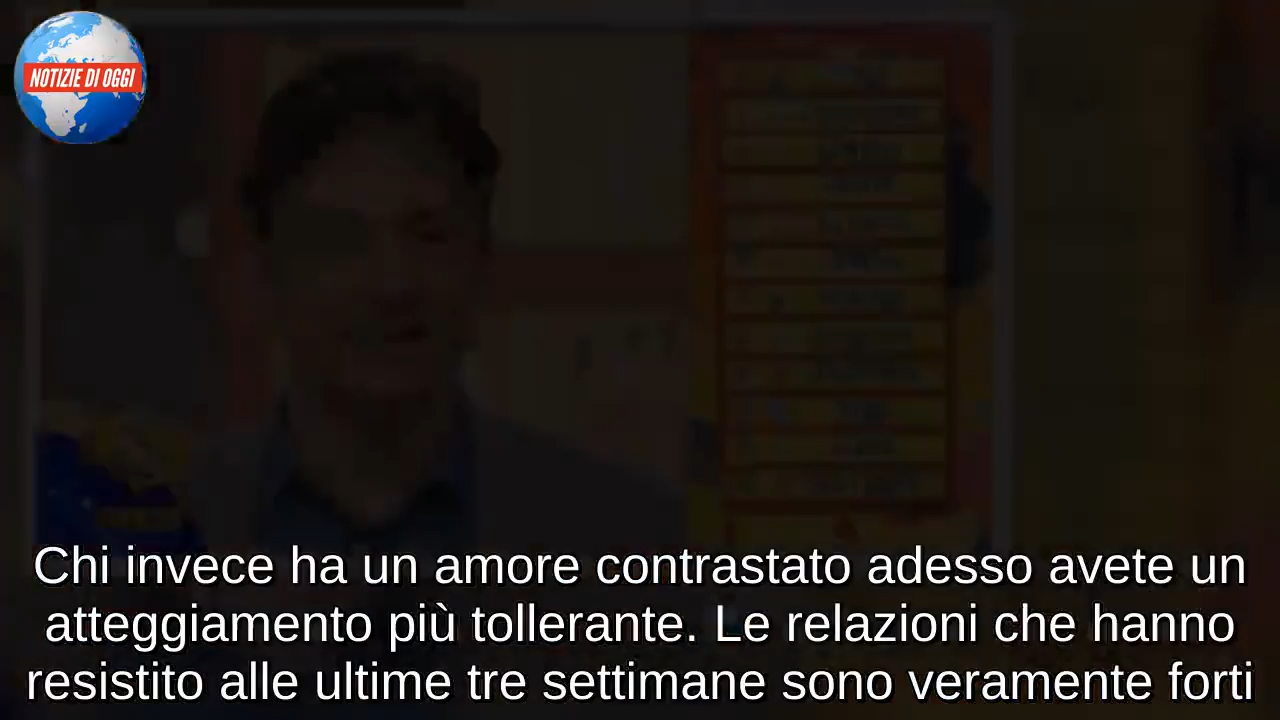 NOTIZIE DI OGGI
Chi invece ha un amore contrastato adesso avete un
atteggiamento più tollerante. Le relazioni che hanno
resistito alle ultime tre settimane sono veramente forti